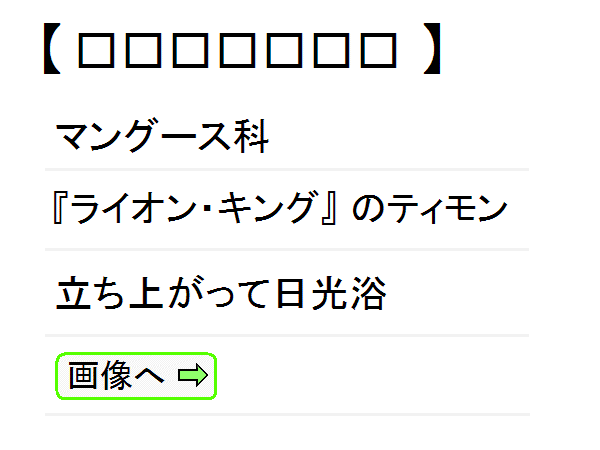 【□□□□□□□】
マングース科
『ライオン・キング』のティモン
立ち上がって日光浴
画像へ ⇨